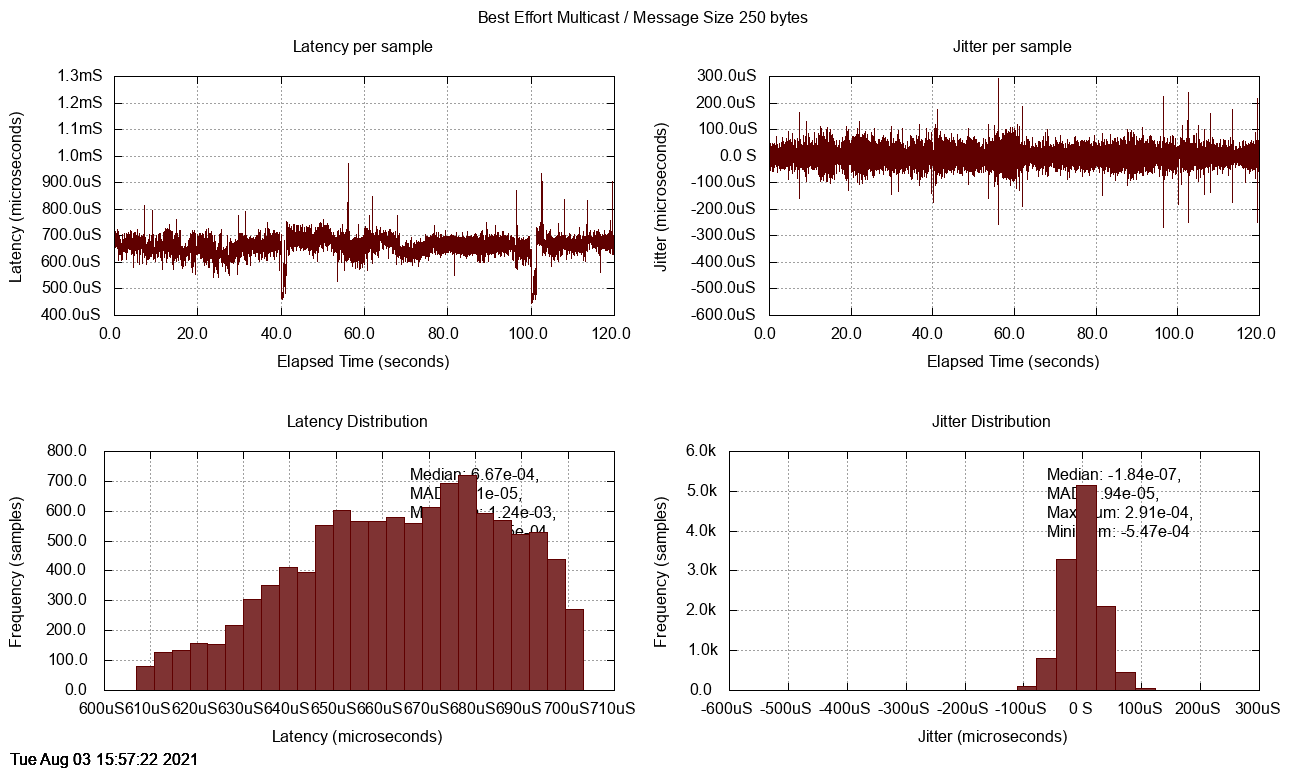 Best Effort Multicast / Message Size 250 bytes
Latency per sample
1.3mS
1.2mS
1.1mS
1.0mS
900.0uS
800.0uS
700.0uS
600.0uS
500.0uS
400.0uS
Latency (microseconds)
0.0 20.0 40.0 60.0 80.0 100.0 120.0
Elapsed Time (seconds)
Jitter per sample
300.0uS
200.0uS
100.0uS
0.0 S
-100.0uS
-200.0uS
-300.0uS
-400.0uS
-500.0uS
-600.0uS
Jitter (microseconds)
0.0 20.0 40.0 60.0 80.0 100.0 120.0
Elapsed Time (seconds)
Latency Distribution
800.0
700.0
600.0
500.0
400.0
300.0
200.0
100.0
0.0
Frequency (samples)
Median: 6.67e-04,
1.24e-03,
600uS 610uS 620uS 630uS 640uS 650uS 660uS 670uS 680uS 690uS 700uS 710uS
Latency (microseconds)
Jitter Distribution
6.0k
5.0k
4.0k
3.0k
2.0k
1.0k
0.0
Frequency (samples)
Median: -1.84e-07,
Maximum: 2.91e-04,
Minimum: -5.47e-04
-600uS -500uS -400uS -300uS -200uS -100uS 0 S 100uS 200uS 300uS
Jitter (microseconds)
Tue Aug 03 15:57:22 2021